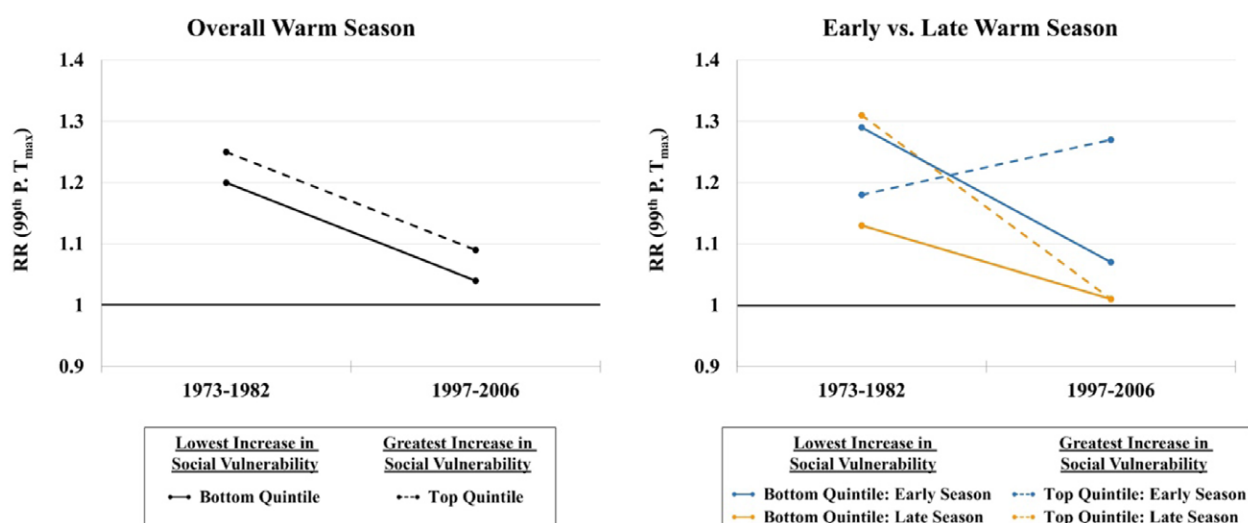 Overall Warm Season
RR (99th P. Tmax)
1.4
1.3
1.2
1.1
1
0.9
1973-1982
1997-2006
Lowest Increase in
Social Vulnerability
Bottom Quintile
Greatest Increase in
Social Vulnerability
Top Quintile
Early vs. Late Warm Season
RR (99th P. Tmax)
1.4
1.3
1.2
1.1
1
0.9
1973-1982
1997-2006
Lowest Increase in
Social Vulnerability
Bottom Quintile: Early Season
Bottom Quintile: Late Season
Greatest Increase in
Social Vulnerability
Top Quintile: Early Season
Top Quintile: Late Season